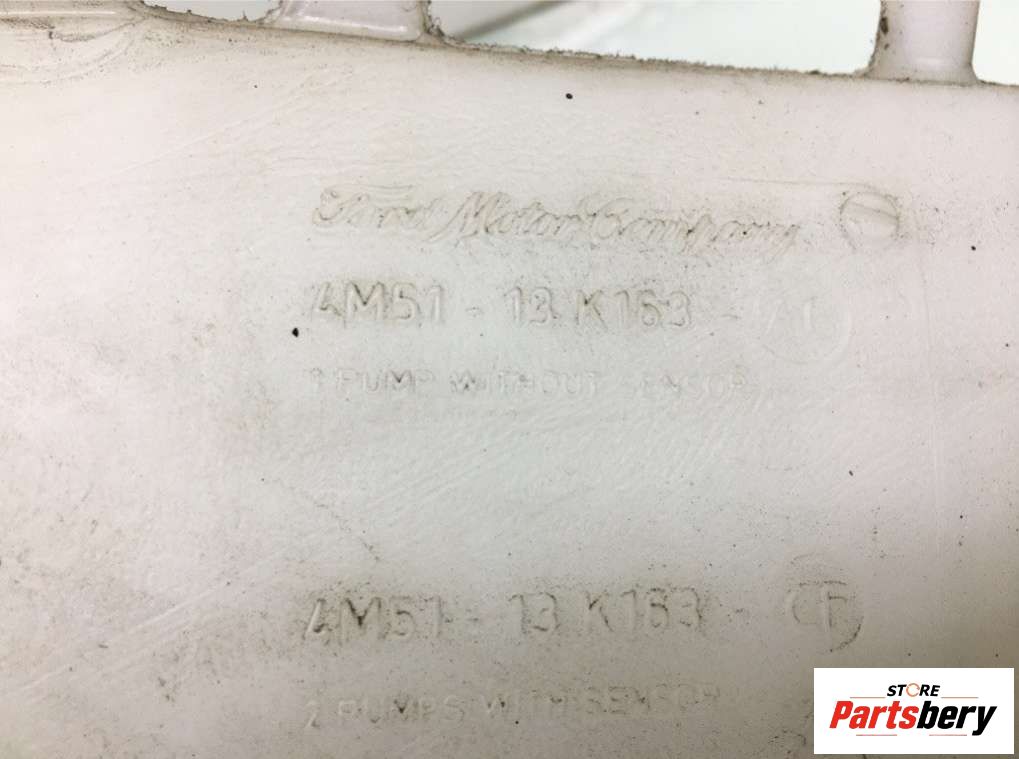 Ford Motor Company
4M51 - 13 K163 -
1 PUMP WITHOUT SENSOR
4M51 - 13 K163 - CF
2 PUMPS WITH SENSOR
STORE
Partsbery